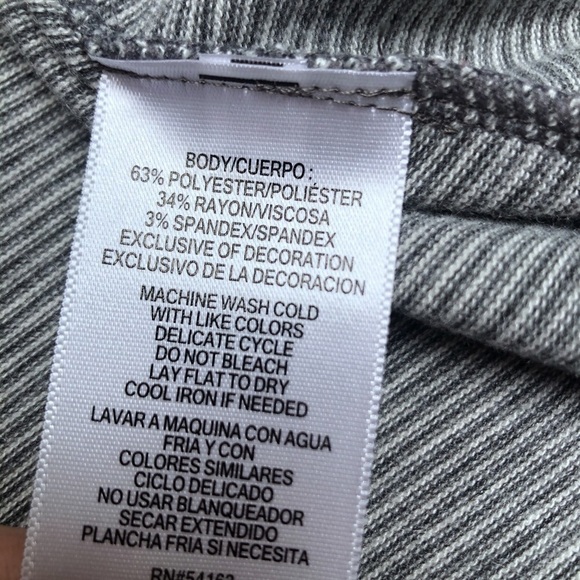 BODY/CUERPO :
63% POLYESTER/POLIÉSTER
34% RAYON/VISCOSA
3% SPANDEX/SPANDEX
EXCLUSIVE OF DECORATION
EXCLUSIVO DE LA DECORACION
MACHINE WASH COLD
WITH LIKE COLORS
DELICATE CYCLE
DO NOT BLEACH
LAY FLAT TO DRY
COOL IRON IF NEEDED
LAVAR A MAQUINA CON AGUA
FRIA Y CON
COLORES SIMILARES
CICLO DELICADO
NO USAR BLANQUEADOR
SECAR EXTENDIDO
PLANCHA FRIA SI NECESITA